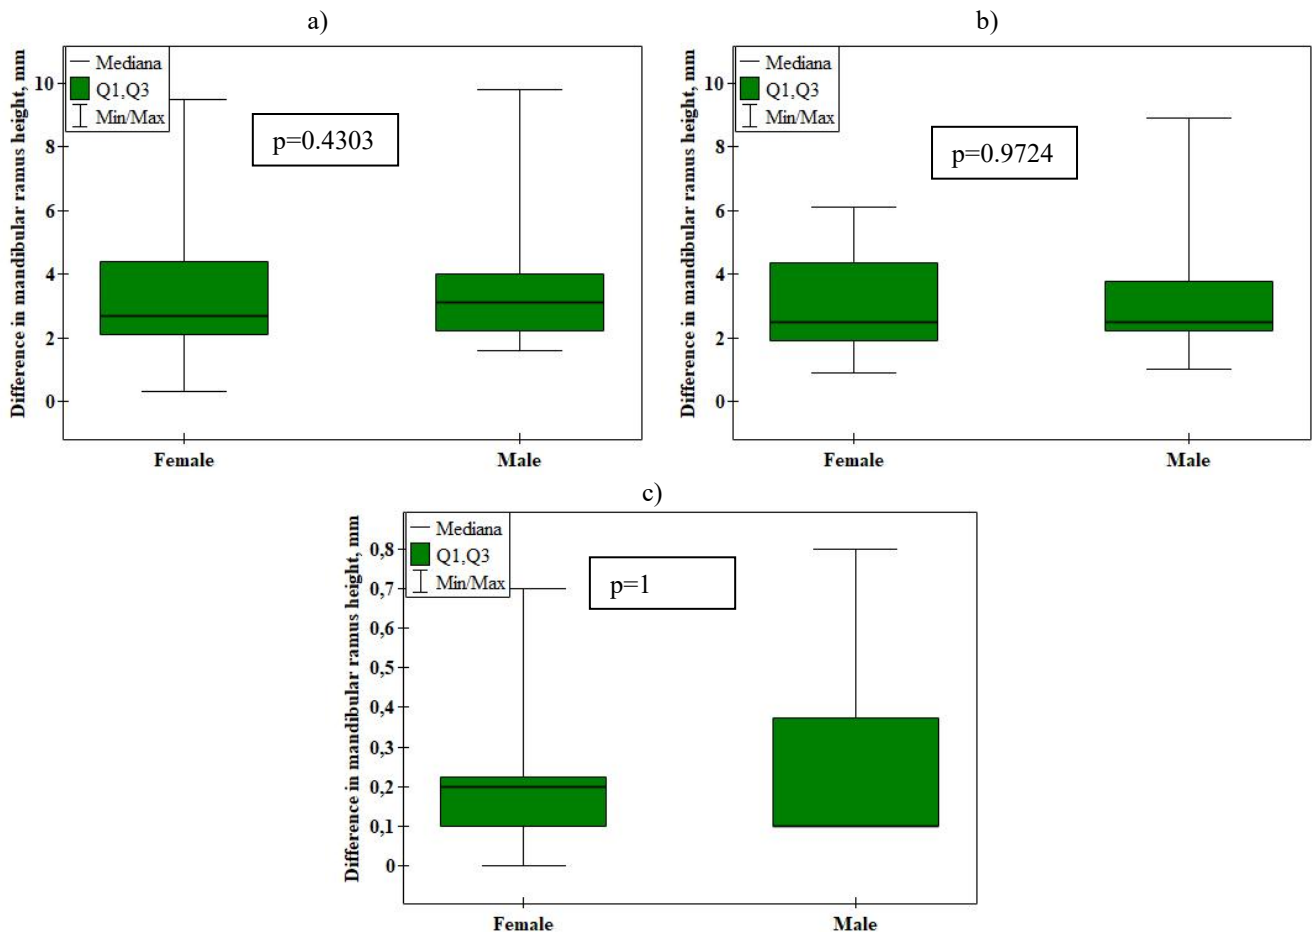 a)
Difference in mandibular ramus height, mm
Mediana
Q1,Q3
Min/Max
10
8
6
4
2
0
p=0.4303
Female
Male
b)
Difference in mandibular ramus height, mm
Mediana
Q1,Q3
Min/Max
10
8
6
4
2
0
p=0.9724
Female
Male
c)
Difference in mandibular ramus height, mm
Mediana
Q1,Q3
Min/Max
0,8
0,7
0,6
0,5
0,4
0,3
0,2
0,1
0
p=1
Female
Male